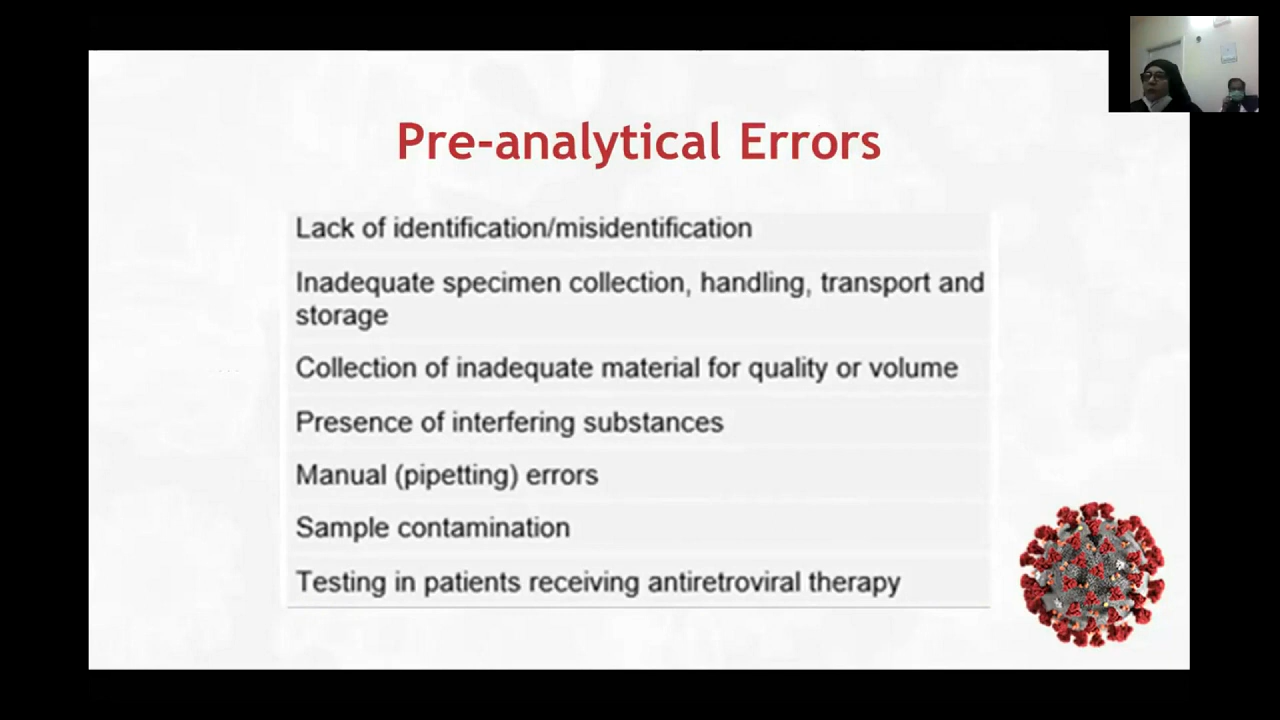 Pre-analytical Errors
Lack of identification/misidentification
Inadequate specimen collection, handling, transport and
storage
Collection of inadequate material for quality or volume
Presence of interfering substances
Manual (pipetting) errors
Sample contamination
Testing in patients receiving antiretroviral therapy